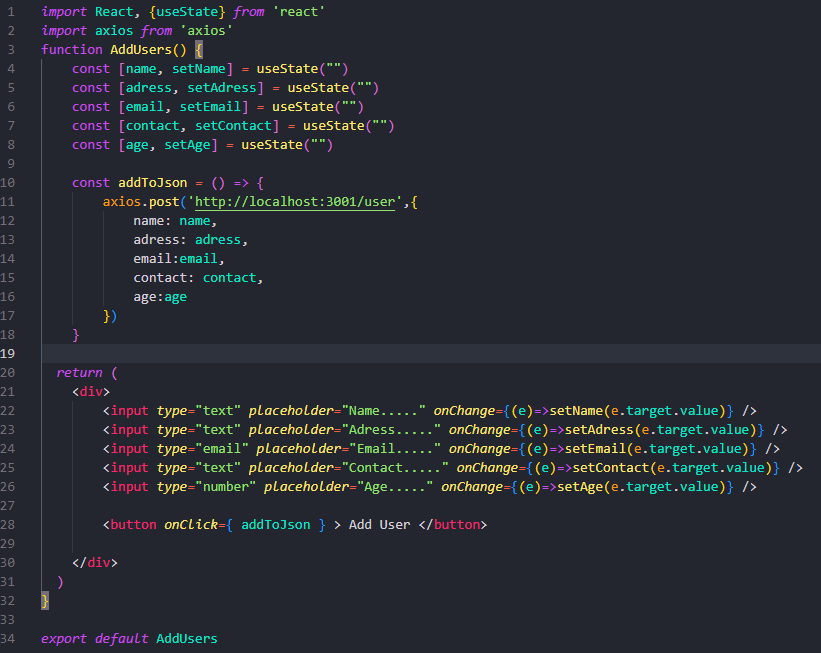 1 import React, {useState} from 'react'
2 import axios from 'axios'
3 function AddUsers() {
4     const [name, setName] = useState("")
5     const [adress, setAdress] = useState("")
6     const [email, setEmail] = useState("")
7     const [contact, setContact] = useState("")
8     const [age, setAge] = useState("")
9
10     const addToJson = () => {
11         axios.post('http://localhost:3001/user',{
12             name: name,
13             adress: adress,
14             email:email,
15             contact: contact,
16             age:age
17         })
18     }
19
20   return (
21     <div>
22         <input type="text" placeholder="Name....." onChange={(e)=>setName(e.target.value)} />
23         <input type="text" placeholder="Adress....." onChange={(e)=>setAdress(e.target.value)} />
24         <input type="email" placeholder="Email....." onChange={(e)=>setEmail(e.target.value)} />
25         <input type="text" placeholder="Contact....." onChange={(e)=>setContact(e.target.value)} />
26         <input type="number" placeholder="Age....." onChange={(e)=>setAge(e.target.value)} />
27
28         <button onClick={ addToJson } > Add User </button>
29
30     </div>
31   )
32 }
33
34 export default AddUsers